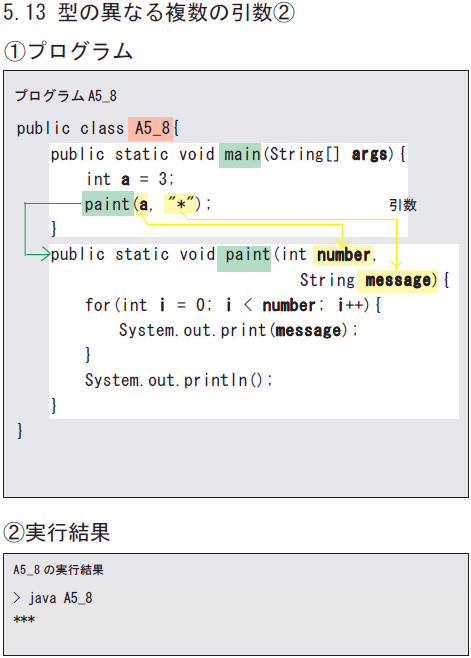 5.13 型の異なる複数の引数②
①プログラム
プログラム A5_8
public class A5_8{
public static void main(String[] args){
int a = 3;
paint(a, "*");
引数
}
public static void paint(int number,
String message){
for(int i = 0; i < number; i++){
System.out.print(message);
}
System.out.println();
}
}
②実行結果
A5_8 の実行結果
> java A5_8
***